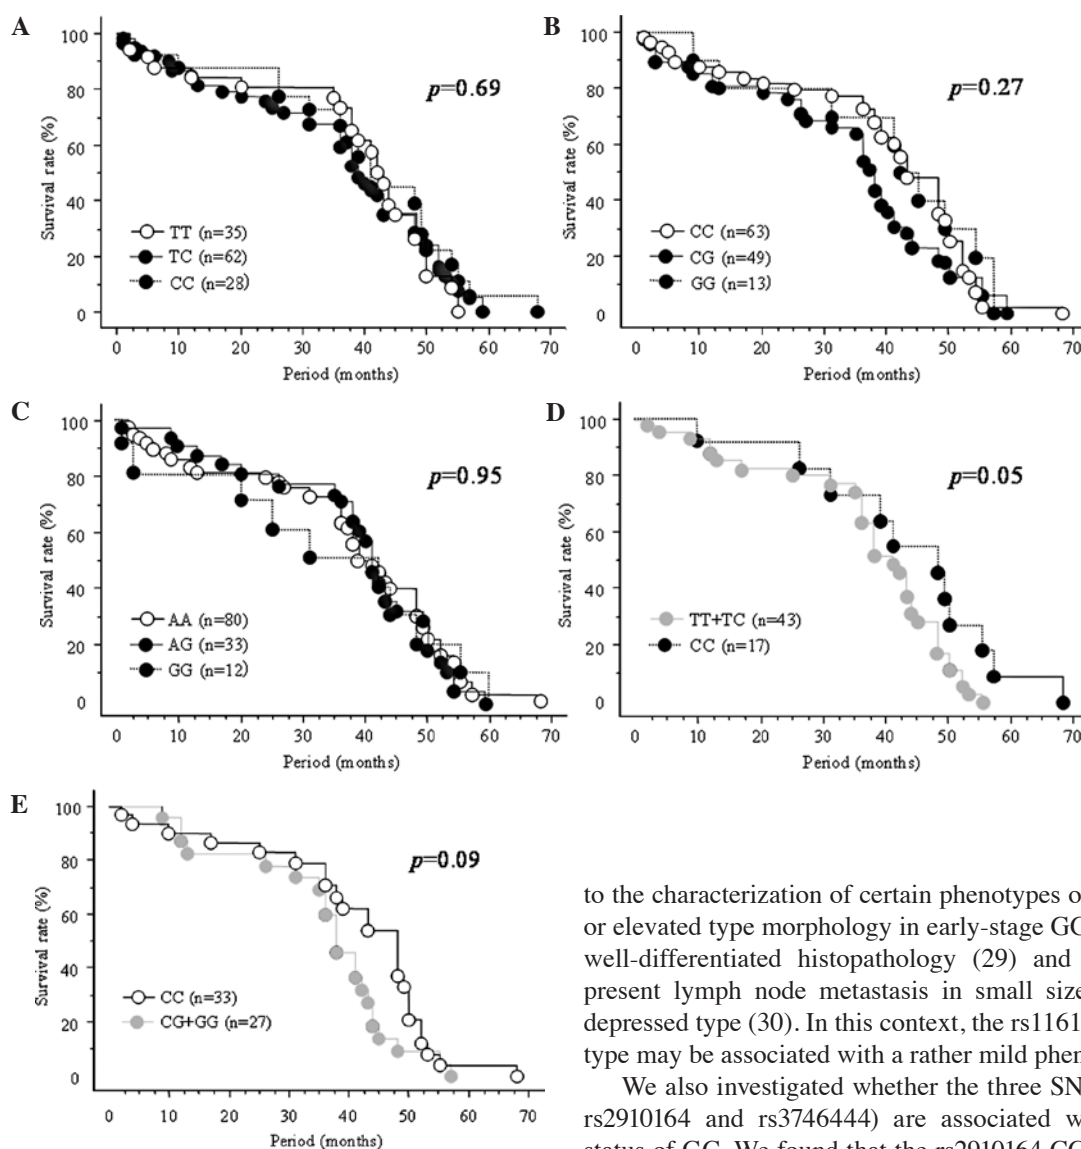 A
100
80
60
40
20
0
Survival rate (%)
p=0.69
TT (n=35)
TC (n=62)
CC (n=28)
0 10 20 30 40 50 60 70
Period (months)
B
100
80
60
40
20
0
Survival rate (%)
p=0.27
CC (n=63)
CG (n=49)
GG (n=13)
0 10 20 30 40 50 60 70
Period (months)
C
100
80
60
40
20
0
Survival rate (%)
p=0.95
AA (n=80)
AG (n=33)
GG (n=12)
0 10 20 30 40 50 60 70
Period (months)
D
100
80
60
40
20
0
Survival rate (%)
p=0.05
TT+TC (n=43)
CC (n=17)
0 10 20 30 40 50 60 70
Period (months)
E
100
80
60
40
20
0
Survival rate (%)
p=0.09
CC (n=33)
CG+GG (n=27)
0 10 20 30 40 50 60 70
Period (months)
to the characterization of certain phenotypes
or elevated type morphology in early-stage
well-differentiated histopathology (29) and
present lymph node metastasis in small
depressed type (30). In this context, the
type may be associated with a rather mild
We also investigated whether the three
rs2910164 and rs3746444) are associated
status of GC. We found that the rs2910164